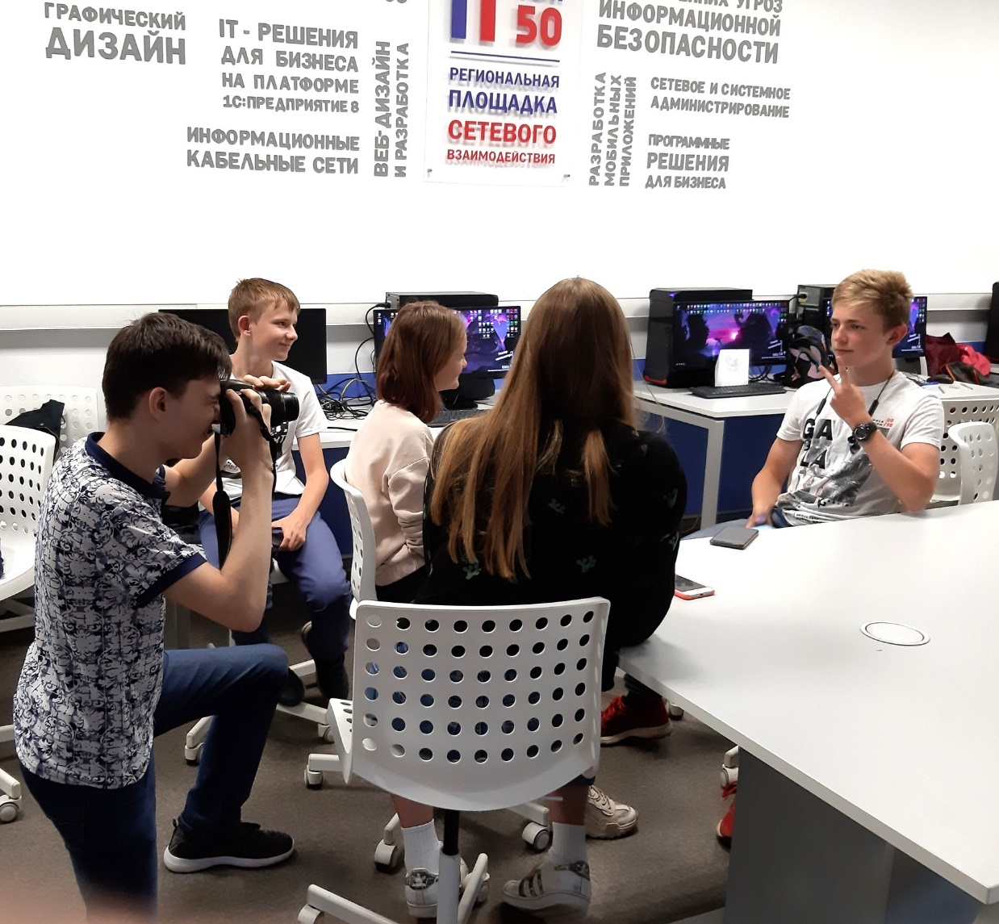 ГРАФИЧЕСКИЙ
ДИЗАЙН
IT - РЕШЕНИЯ
ДЛЯ БИЗНЕСА
НА ПЛАТФОРМЕ
1С:ПРЕДПРИЯТИЕ 8
ИНФОРМАЦИОННЫЕ
КАБЕЛЬНЫЕ СЕТИ
ВЕБ-ДИЗАЙН
И РАЗРАБОТКА
IT 50
РЕГИОНАЛЬНАЯ
ПЛОЩАДКА
СЕТЕВОГО
ВЗАИМОДЕЙСТВИЯ
УГРОЗ
ИНФОРМАЦИОННОЙ
БЕЗОПАСНОСТИ
РАЗРАБОТКА
МОБИЛЬНЫХ
ПРИЛОЖЕНИЙ
СЕТЕВОЕ И СИСТЕМНОЕ
АДМИНИСТРИРОВАНИЕ
ПРОГРАММНЫЕ
РЕШЕНИЯ
ДЛЯ БИЗНЕСА
GA